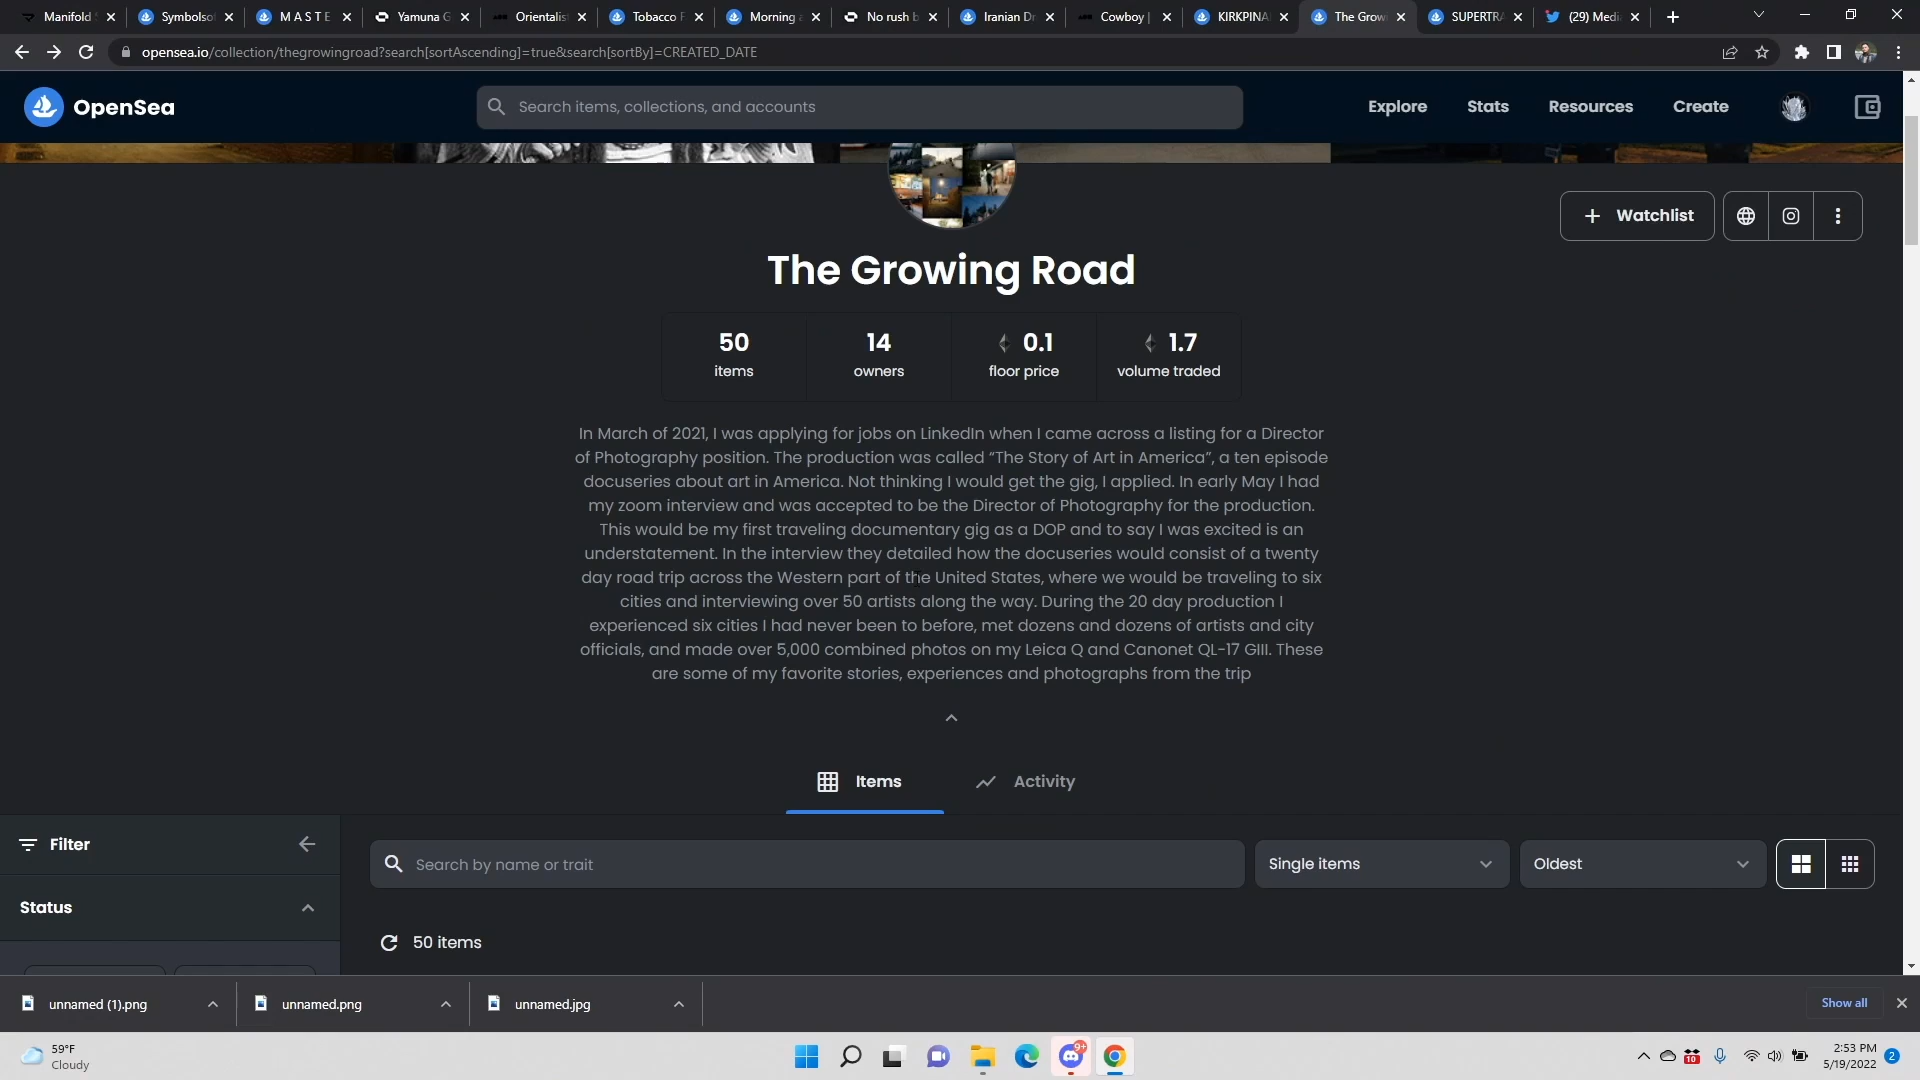 Manifold
Symbolso
M A S T E
Yamuna G
Orientalis
Tobacco F
Morning a
No rush b
Iranian Dr
Cowboy |
KIRKPINA
The Grow
SUPERTRA
(29) Medi
opensea.io/collection/thegrowingroad?search[sortAscending]=true&search[sortBy]=CREATED_DATE
OpenSea
Search items, collections, and accounts
Explore
Stats
Resources
Create
Watchlist
The Growing Road
50 14 0.1 1.7
items owners floor price volume traded
In March of 2021, I was applying for jobs on LinkedIn when I came across a listing for a Director
of Photography position. The production was called “The Story of Art in America”, a ten episode
docuseries about art in America. Not thinking I would get the gig, I applied. In early May I had
my zoom interview and was accepted to be the Director of Photography for the production.
This would be my first traveling documentary gig as a DOP and to say I was excited is an
understatement. In the interview they detailed how the docuseries would consist of a twenty
day road trip across the Western part of the United States, where we would be traveling to six
cities and interviewing over 50 artists along the way. During the 20 day production I
experienced six cities I had never been to before, met dozens and dozens of artists and city
officials, and made over 5,000 combined photos on my Leica Q and Canonet QL-17 GIII. These
are some of my favorite stories, experiences and photographs from the trip
Items
Activity
Filter
Search by name or trait
Single items
Oldest
Status
50 items
unnamed (1).png
unnamed.png
unnamed.jpg
Show all
59°F
Cloudy
9+
10
2:53 PM
5/19/2022
2